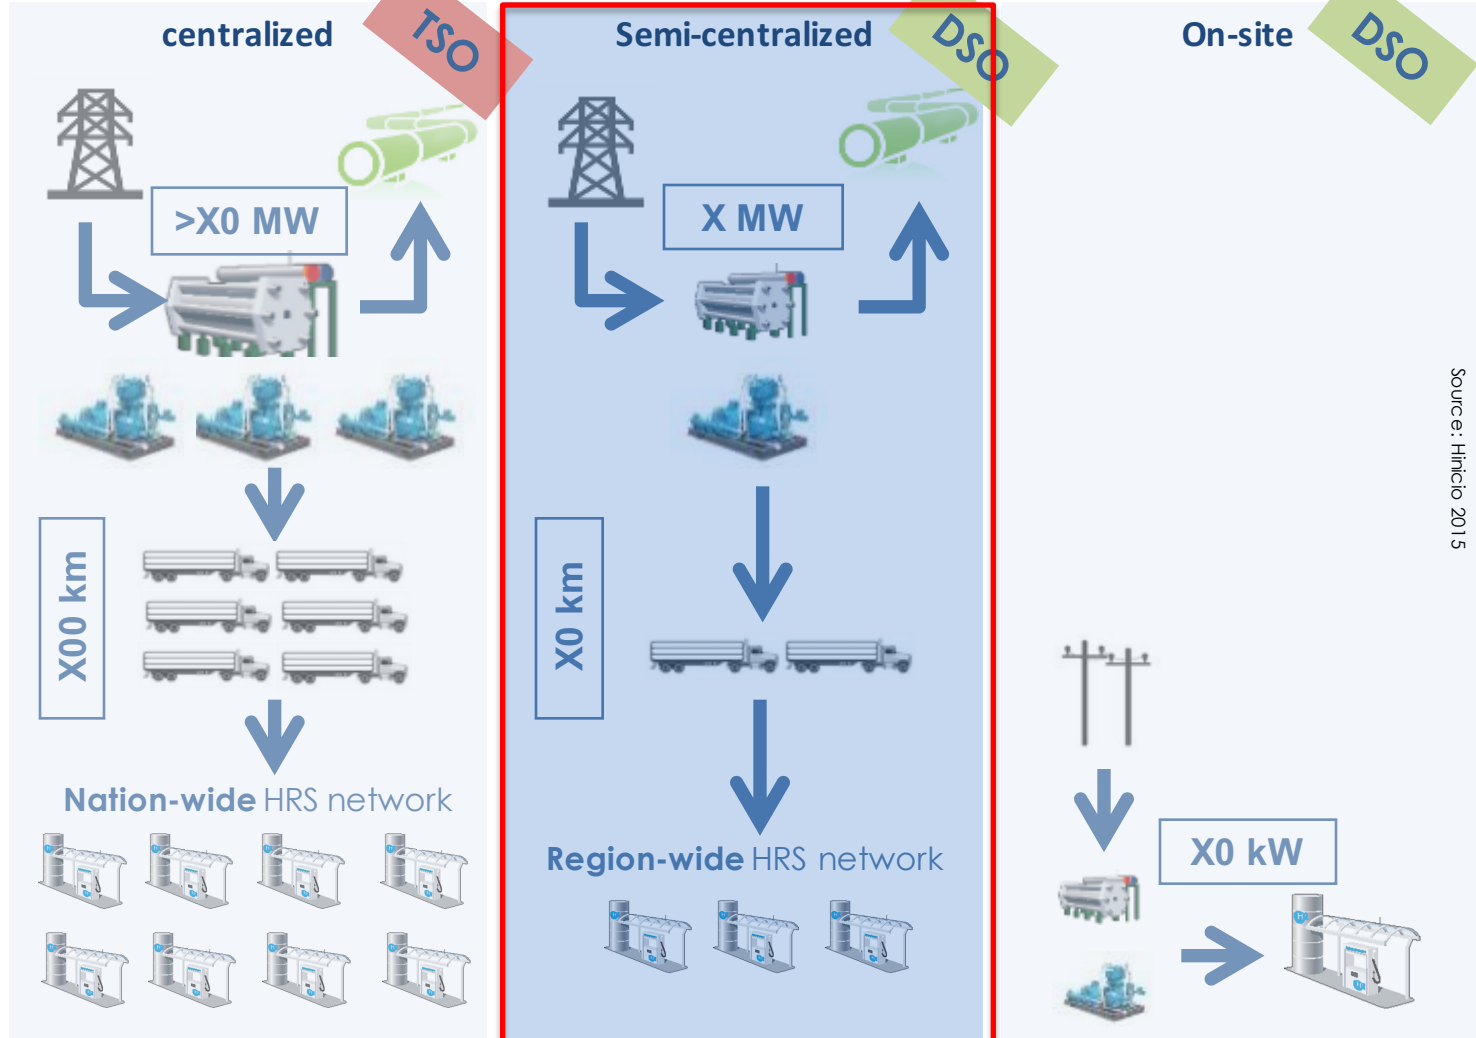 centralized
TSO
>X0 MW
X00 km
Nation-wide HRS network
Semi-centralized
DSO
X MW
X0 km
Region-wide HRS network
On-site
DSO
X0 kW
Source: Hinicio 2015